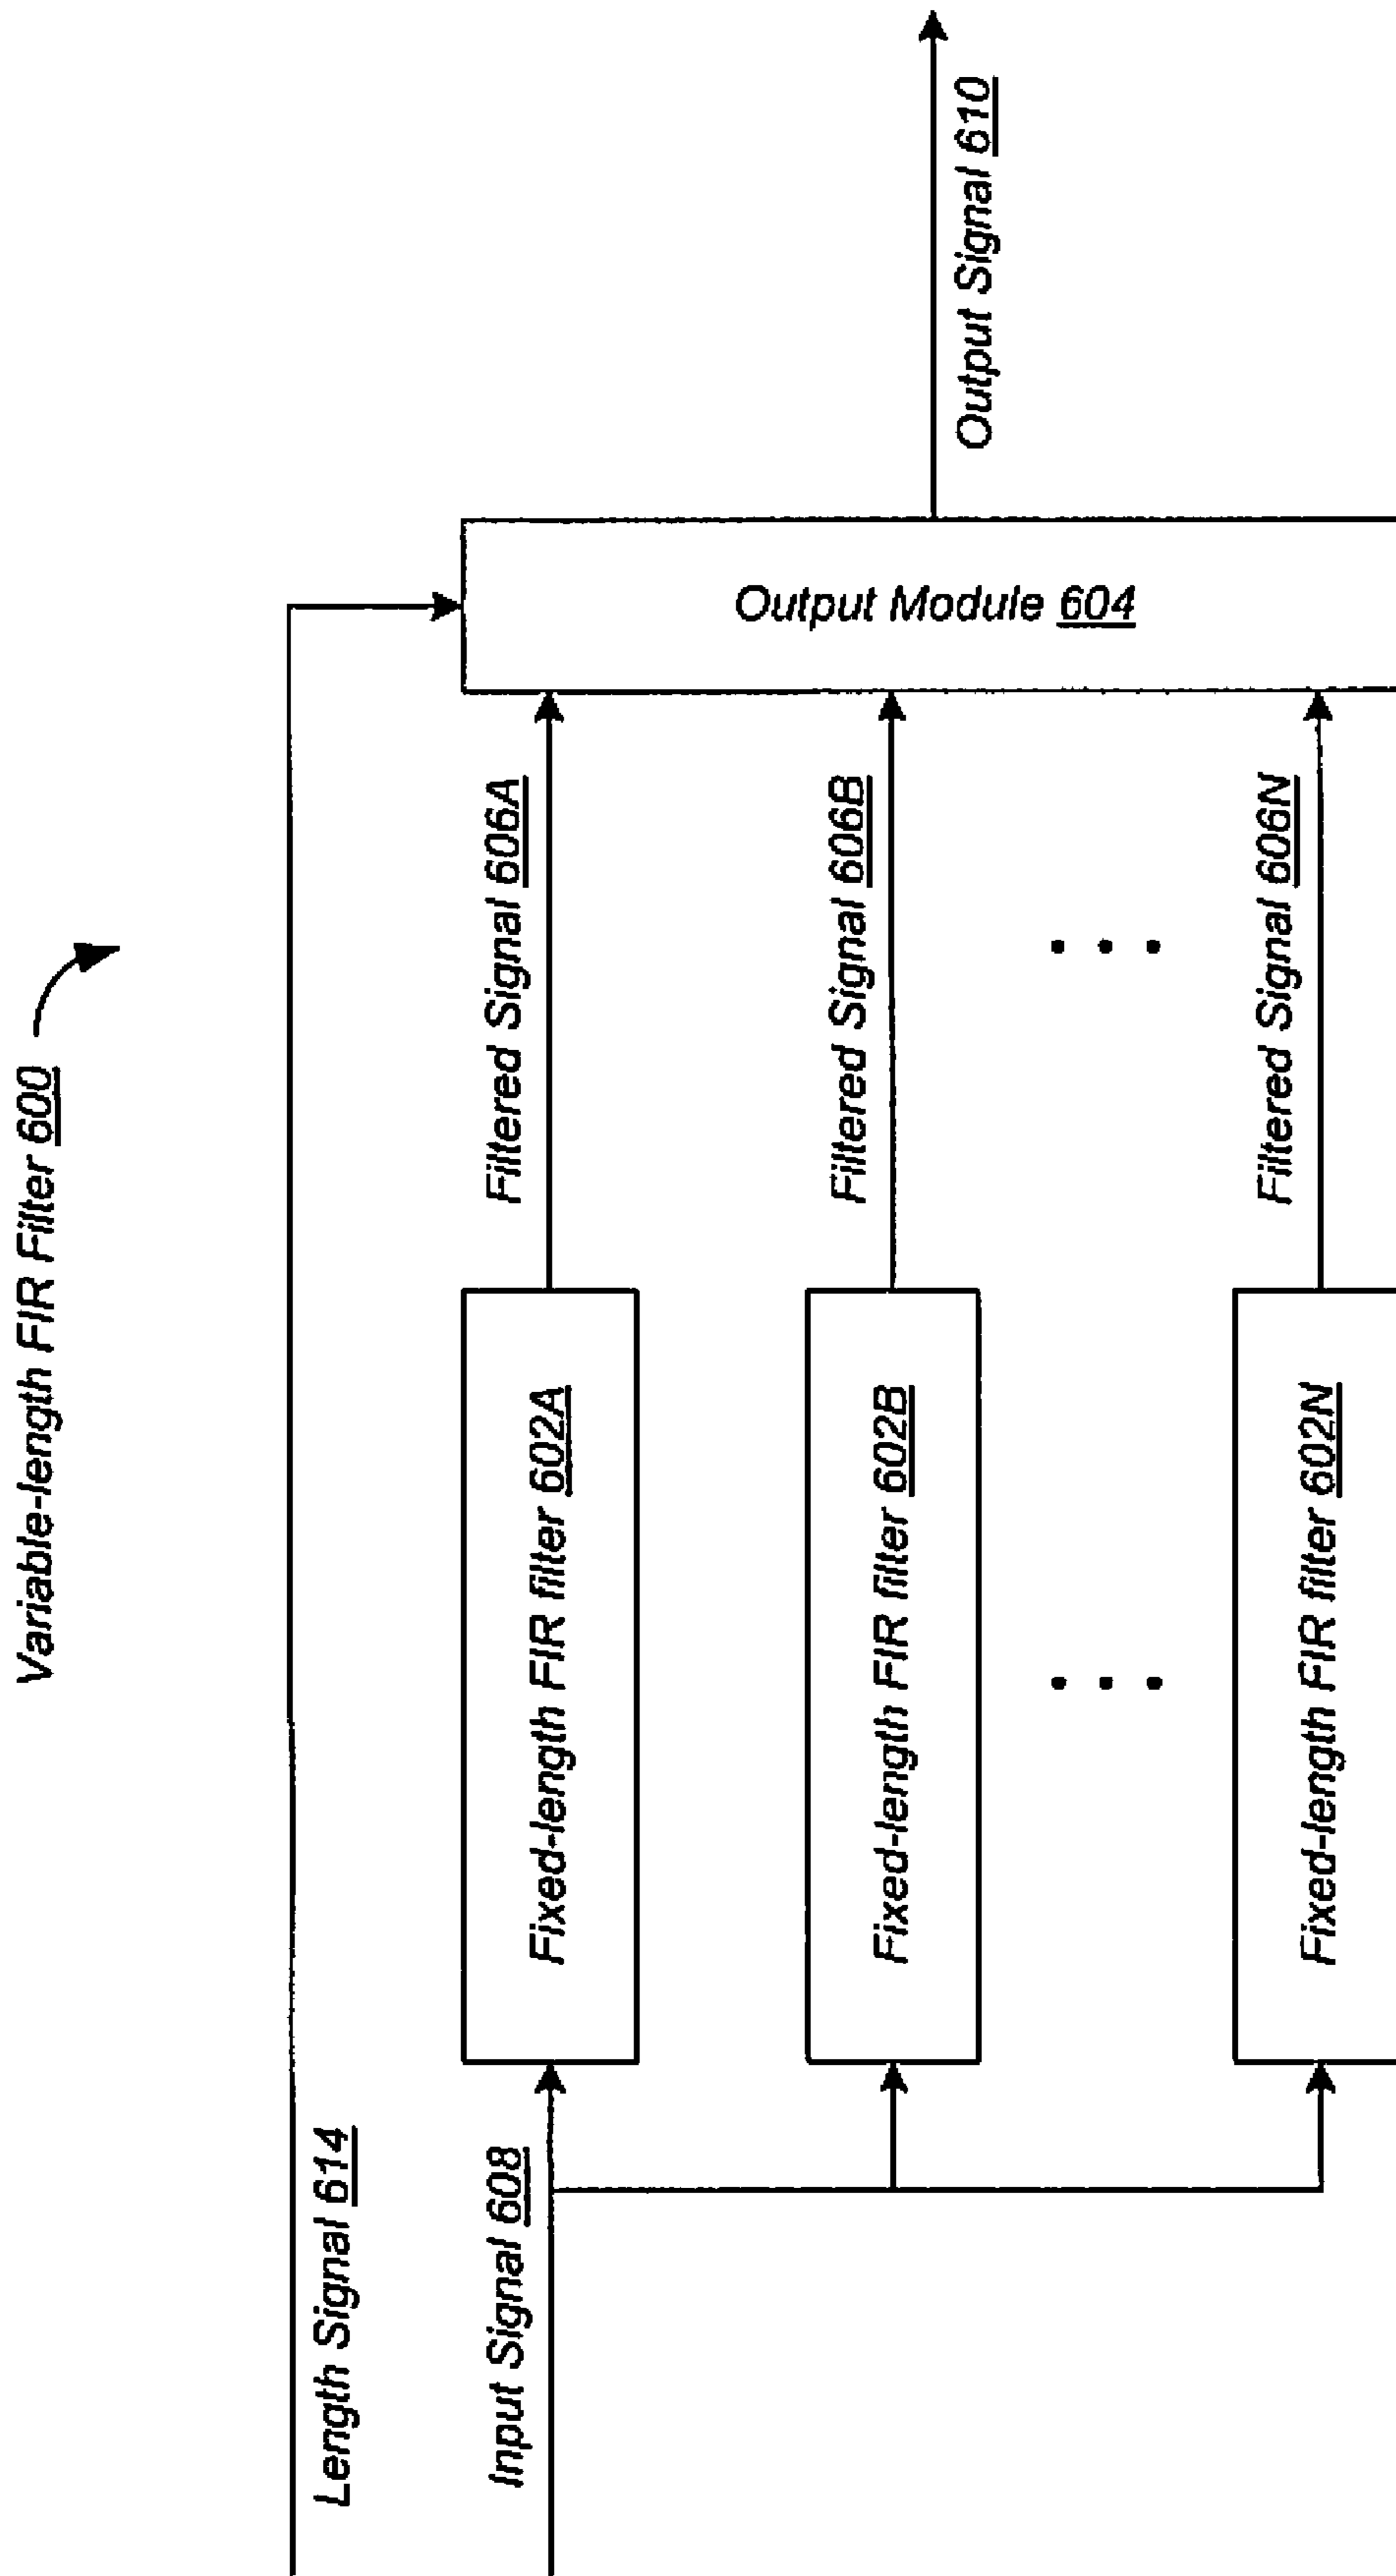 Variable-length FIR Filter 600
Length Signal 614
Input Signal 608
Fixed-length FIR filter 602A
Filtered Signal 606A
Fixed-length FIR filter 602B
Filtered Signal 606B
Fixed-length FIR filter 602N
Filtered Signal 606N
Output Module 604
Output Signal 610